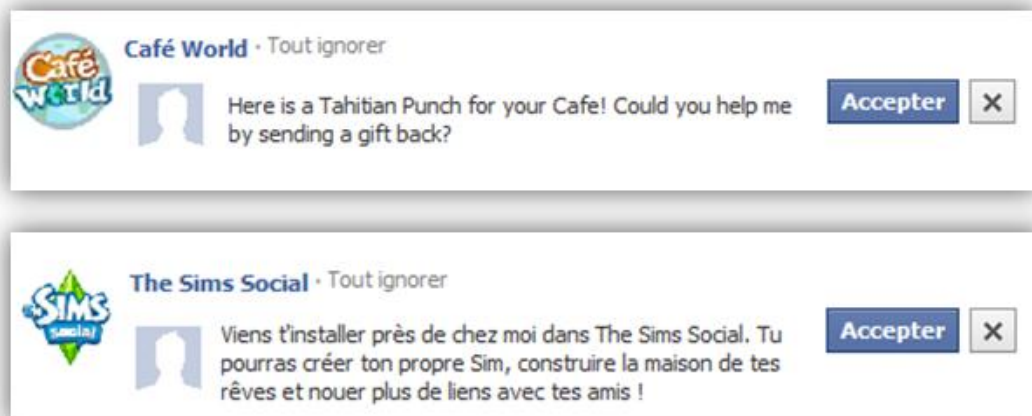 Café World · Tout ignorer
Café
World
Here is a Tahitian Punch for your Cafe! Could you help me
by sending a gift back?
Accepter
The Sims Social · Tout ignorer
The SIMS
social
Viens t'installer près de chez moi dans The Sims Social. Tu
pourras créer ton propre Sim, construire la maison de tes
rêves et nouer plus de liens avec tes amis !
Accepter